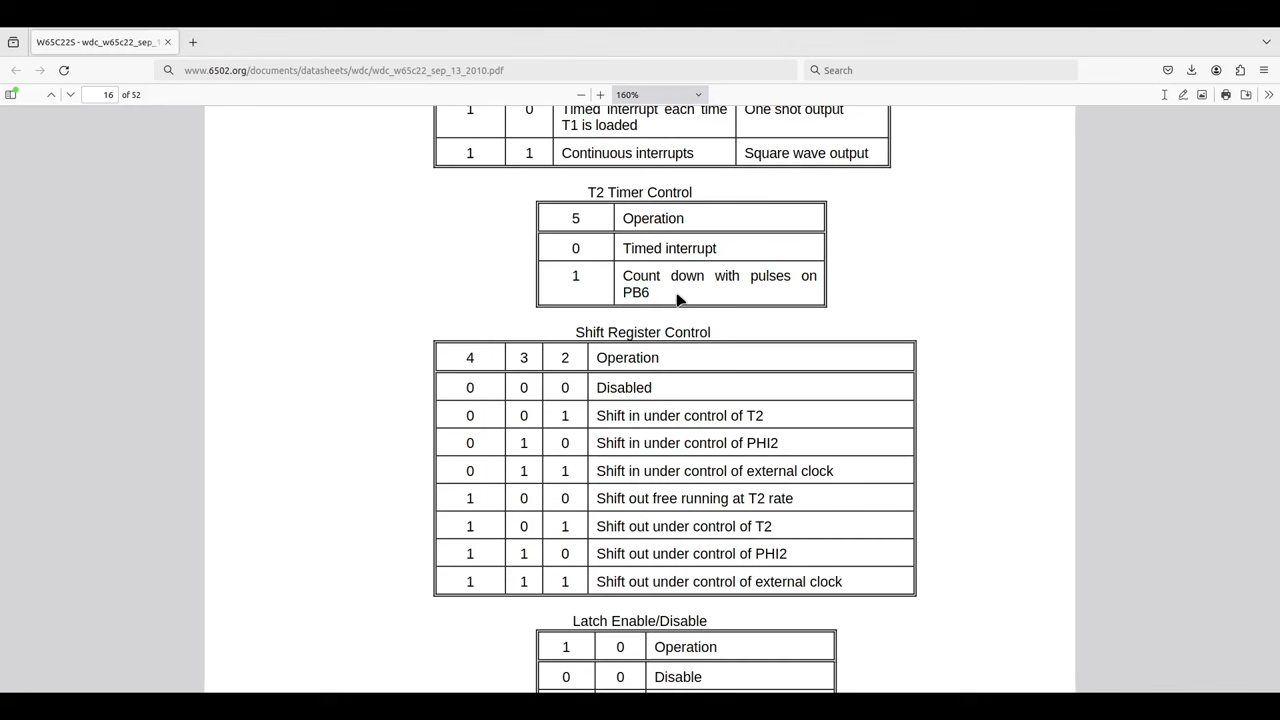 W65C22S - wdc_w65c22_sep_1
www.6502.org/documents/datasheets/wdc/wdc_w65c22_sep_13_2010.pdf
Search
16 of 52
160%
1 0 Timed interrupt each time T1 is loaded One shot output
1 1 Continuous interrupts Square wave output
T2 Timer Control
5 Operation
0 Timed interrupt
1 Count down with pulses on
PB6
Shift Register Control
4 3 2 Operation
0 0 0 Disabled
0 0 1 Shift in under control of T2
0 1 0 Shift in under control of PHI2
0 1 1 Shift in under control of external clock
1 0 0 Shift out free running at T2 rate
1 0 1 Shift out under control of T2
1 1 0 Shift out under control of PHI2
1 1 1 Shift out under control of external clock
Latch Enable/Disable
1 0 Operation
0 0 Disable